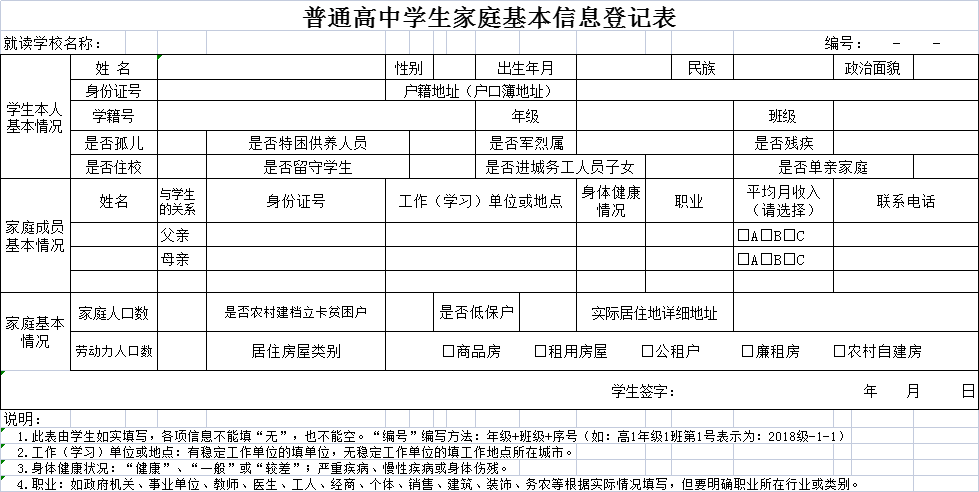 普通高中学生家庭基本信息登记表
就读学校名称： 编号： - -
学生本人基本情况
姓 名 性别 出生年月 民族 政治面貌
身份证号 户籍地址（户口簿地址）
学籍号 年级 班级
是否孤儿 是否特困供养人员 是否军烈属 是否残疾
是否住校 是否留守学生 是否进城务工人员子女 是否单亲家庭
家庭成员基本情况
姓名 与学生的关系 身份证号 工作（学习）单位或地点 身体健康情况 职业 平均月收入（请选择） 联系电话
父亲 □A□B□C
母亲 □A□B□C
家庭基本情况
家庭人口数 是否农村建档立卡贫困户 是否低保户 实际居住地详细地址
劳动力人口数 居住房屋类别 □商品房 □租用房屋 □公租户 □廉租房 □农村自建房
学生签字： 年 月 日
说明：
1.此表由学生如实填写，各项信息不能填“无”，也不能空。“编号”编写方法：年级+班级+序号（如：高1年级1班第1号表示为：2018级-1-1）
2.工作（学习）单位或地点：有稳定工作单位的填单位，无稳定工作单位的填工作地点所在城市。
3.身体健康状况：“健康”、“一般”或“较差”；严重疾病、慢性疾病或身体伤残。
4.职业：如政府机关、事业单位、教师、医生、工人、经商、个体、销售、建筑、装饰、务农等根据实际情况填写，但要明确职业所在行业或类别。